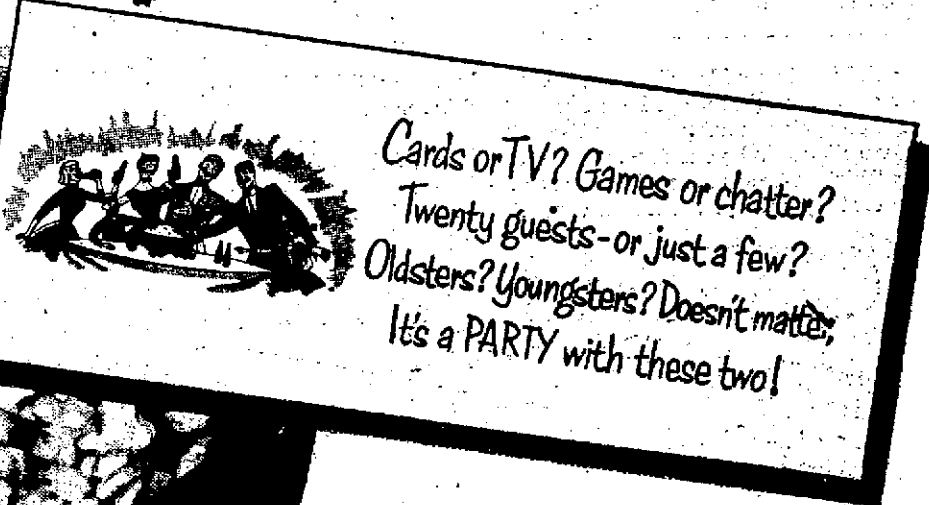 Cards or TV? Games or chatter?
Twenty guests-or just a few?
Oldsters? Youngsters? Doesn't matter,
It's a PARTY with these two!